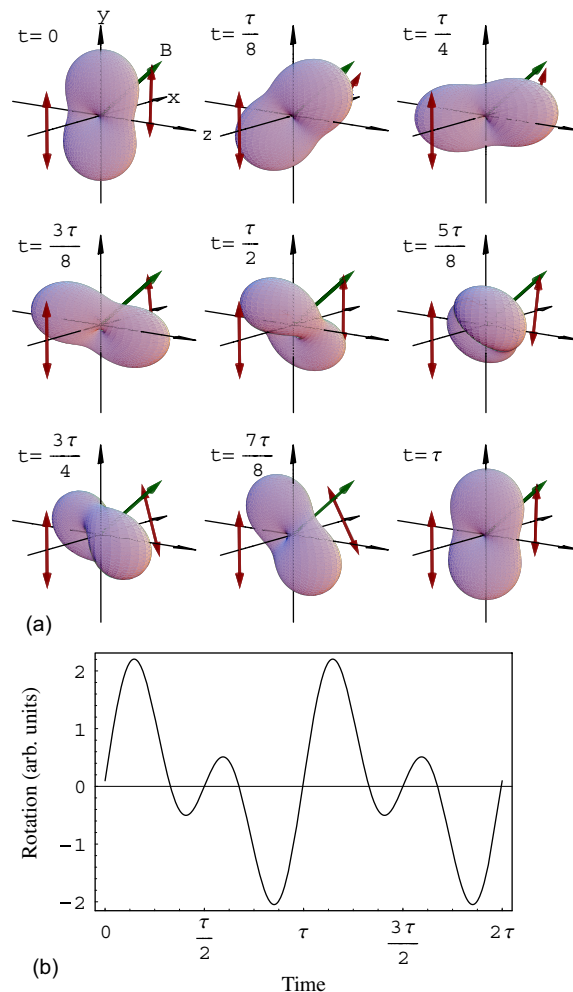 t= 0
y
B
x
z
t= τ/8
t= τ/4
t= 3τ/8
t= τ/2
t= 5τ/8
t= 3τ/4
t= 7τ/8
t= τ
(a)
Rotation (arb. units)
2
1
0
-1
-2
0
τ/2
τ
3τ/2
2τ
Time
(b)